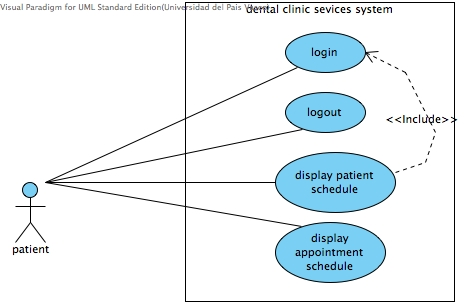 Visual Paradigm for UML Standard Edition(Universidad del Pais Vasco)
dental clinic sevices system
login
logout
<<Include>>
display patient
schedule
patient
display
appointment
schedule